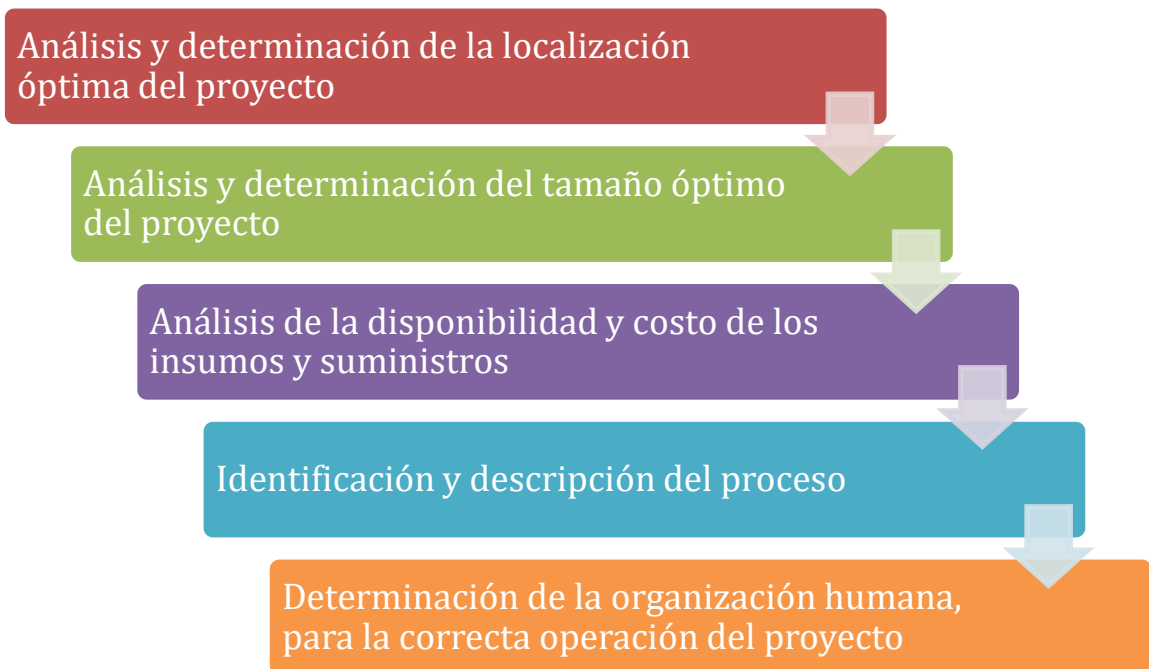 Análisis y determinación de la localización
óptima del proyecto
Análisis y determinación del tamaño óptimo
del proyecto
Análisis de la disponibilidad y costo de los
insumos y suministros
Identificación y descripción del proceso
Determinación de la organización humana,
para la correcta operación del proyecto